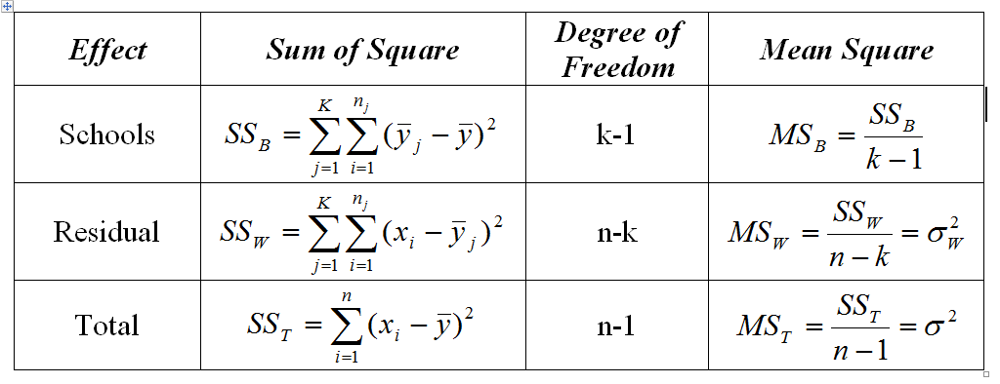 Effect Sum of Square Degree of Freedom Mean Square
Schools SS_B = \sum_{j=1}^{K} \sum_{i=1}^{n_j} (\bar{y}_j − \bar{y})^2 k-1 MS_B = \frac{SS_B}{k − 1}
Residual SS_W = \sum_{j=1}^{K} \sum_{i=1}^{n_j} (x_i − \bar{y}_j)^2 n-k MS_W = \frac{SS_W}{n − k} = σ_W^2
Total SS_T = \sum_{i=1}^{n} (x_i − \bar{y})^2 n-1 MS_T = \frac{SS_T}{n − 1} = σ^2